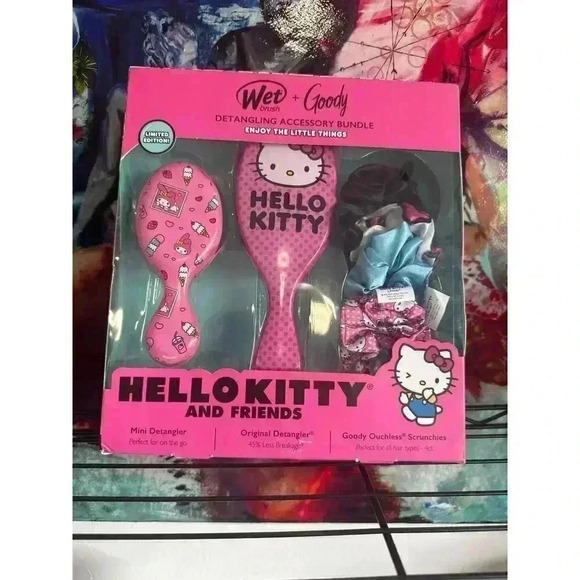 Wet brush + Goody
DETANGLING ACCESSORY BUNDLE
ENJOY THE LITTLE THINGS
LIMITED EDITION!
HELLO KITTY
HELLO KITTY®
AND FRIENDS
Mini Detangler
Perfect for on the go
Original Detangler®
45% Less Breakage*
Goody Ouchless® Scrunchies
Perfect for all hair types - 4ct.